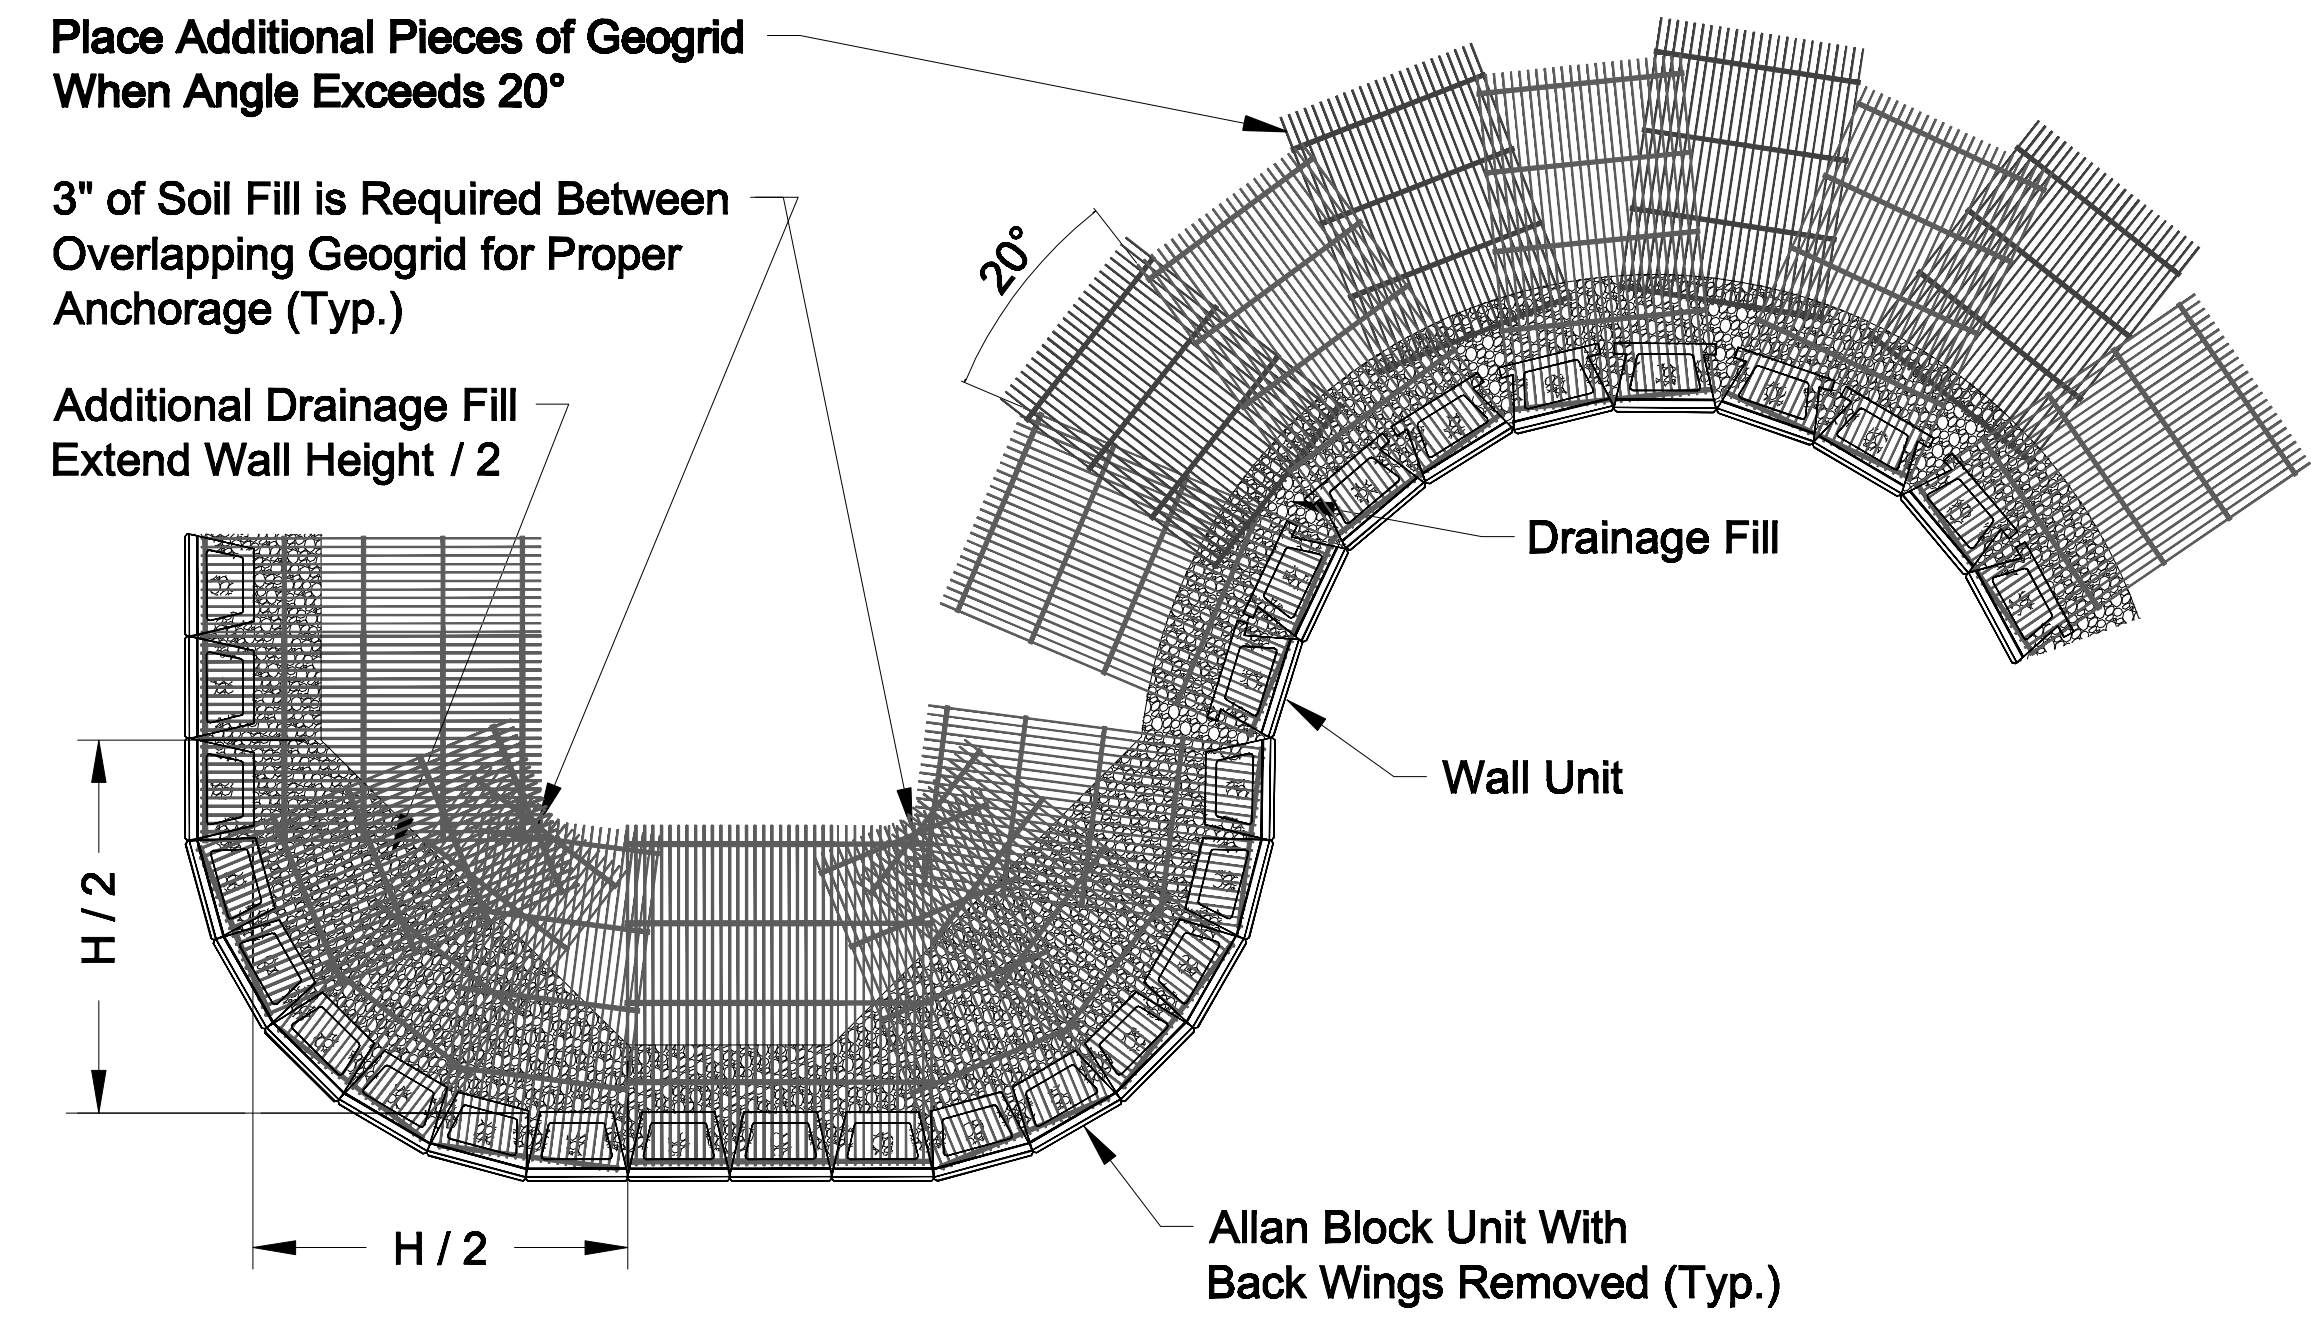 Place Additional Pieces of Geogrid
When Angle Exceeds 20°
3" of Soil Fill is Required Between
Overlapping Geogrid for Proper
Anchorage (Typ.)
Additional Drainage Fill
Extend Wall Height / 2
20°
Drainage Fill
Wall Unit
H / 2
H / 2
Allan Block Unit With
Back Wings Removed (Typ.)